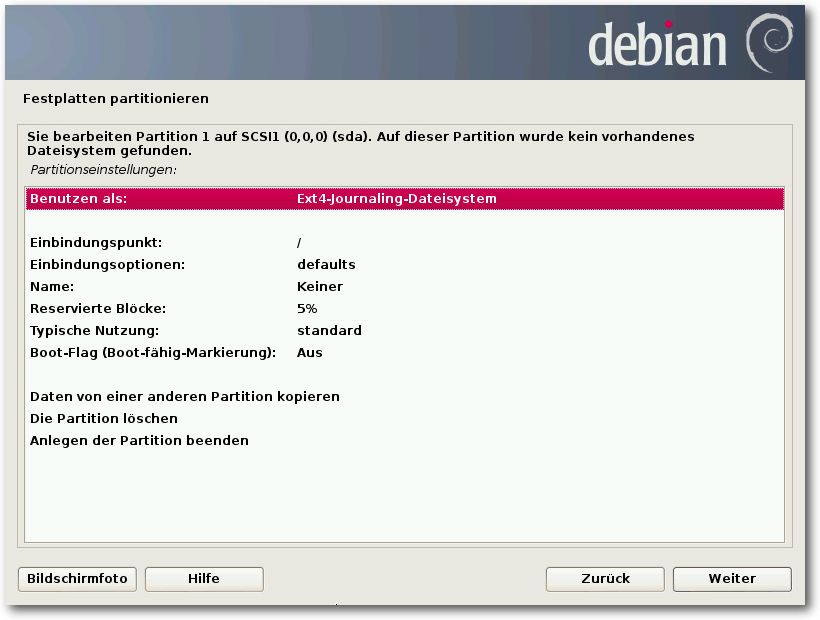 debian
Festplatten partitionieren
Sie bearbeiten Partition 1 auf SCSI1 (0,0,0) (sda). Auf dieser Partition wurde kein vorhandenes
Dateisystem gefunden.
Partitionseinstellungen:
Benutzen als: Ext4-Journaling-Dateisystem
Einbindungspunkt: /
Einbindungsoptionen: defaults
Name: Keiner
Reservierte Blöcke: 5%
Typische Nutzung: standard
Boot-Flag (Boot-fähig-Markierung): Aus
Daten von einer anderen Partition kopieren
Die Partition löschen
Anlegen der Partition beenden
Bildschirmfoto Hilfe Zurück Weiter